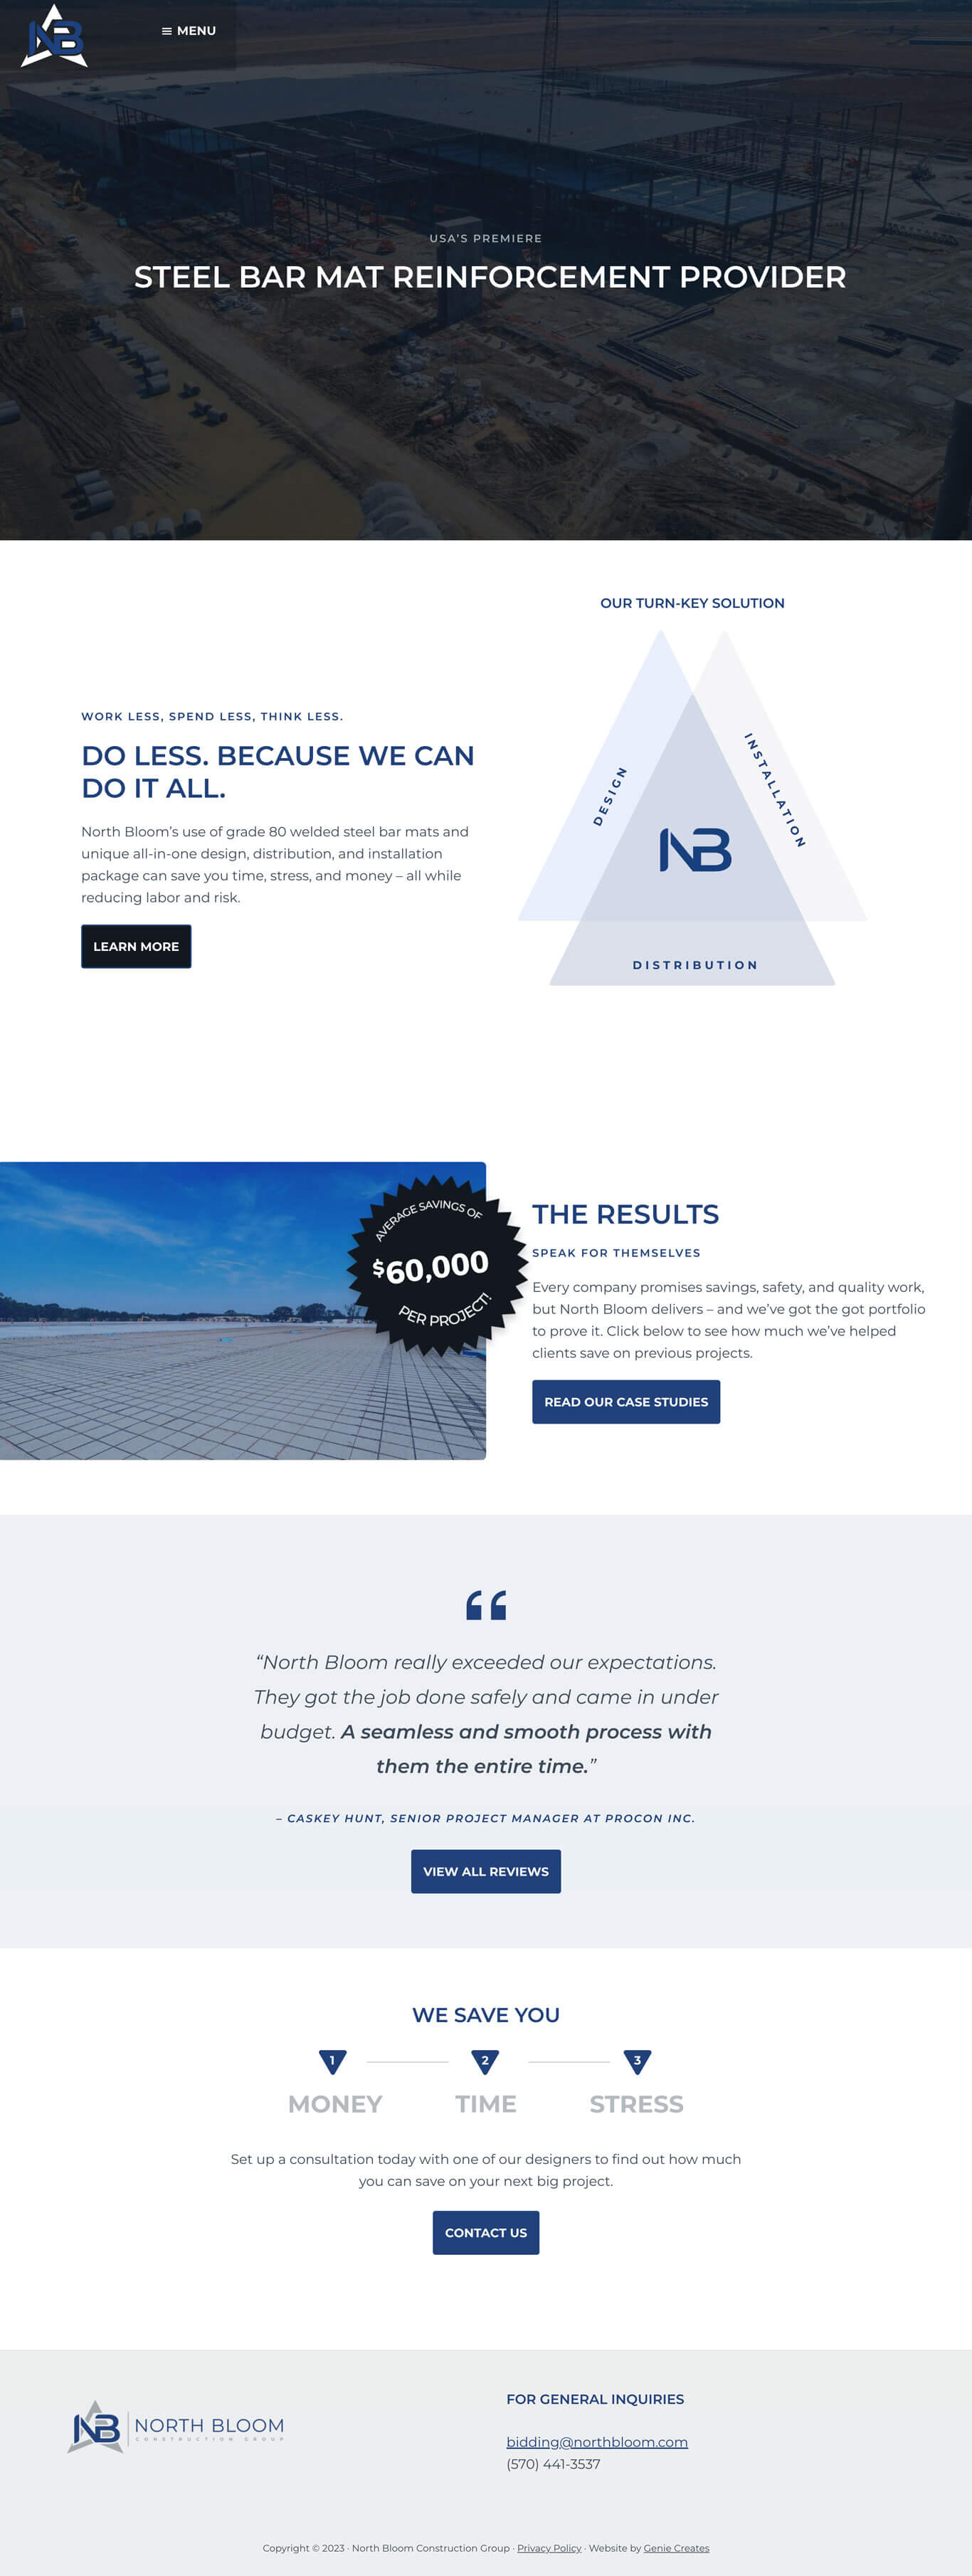 NB
MENU
USA'S PREMIERE
STEEL BAR MAT REINFORCEMENT PROVIDER
OUR TURN-KEY SOLUTION
WORK LESS, SPEND LESS, THINK LESS.
DO LESS. BECAUSE WE CAN
DO IT ALL.
North Bloom's use of grade 80 welded steel bar mats and
unique all-in-one design, distribution, and installation
package can save you time, stress, and money – all while
reducing labor and risk.
LEARN MORE
DESIGN
INSTALLATION
NB
DISTRIBUTION
AVERAGE SAVINGS OF
$60,000
PER PROJECT!
THE RESULTS
SPEAK FOR THEMSELVES
Every company promises savings, safety, and quality work,
but North Bloom delivers – and we've got the got portfolio
to prove it. Click below to see how much we've helped
clients save on previous projects.
READ OUR CASE STUDIES
“North Bloom really exceeded our expectations.
They got the job done safely and came in under
budget. A seamless and smooth process with
them the entire time.”
– CASKEY HUNT, SENIOR PROJECT MANAGER AT PROCON INC.
VIEW ALL REVIEWS
WE SAVE YOU
1 2 3
MONEY TIME STRESS
Set up a consultation today with one of our designers to find out how much
you can save on your next big project.
CONTACT US
NB NORTH BLOOM
CONSTRUCTION GROUP
FOR GENERAL INQUIRIES
bidding@northbloom.com
(570) 441-3537
Copyright © 2023 · North Bloom Construction Group · Privacy Policy · Website by Genie Creates